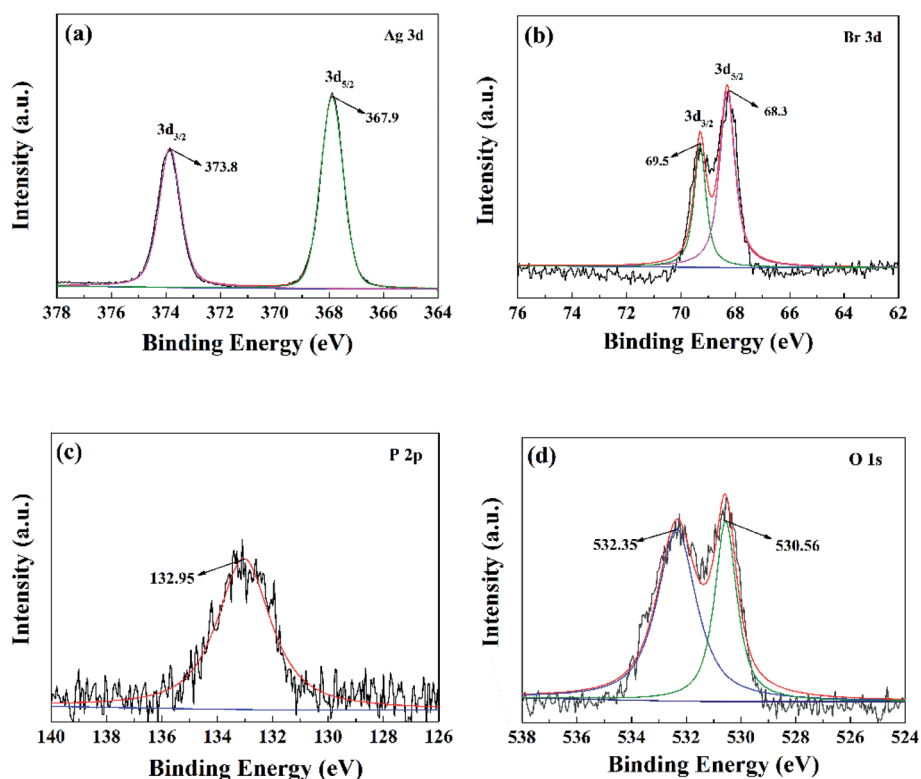 (a)
Ag 3d
3d5/2
367.9
3d3/2
373.8
Intensity (a.u.)
378 376 374 372 370 368 366 364
Binding Energy (eV)
(b)
Br 3d
3d5/2
68.3
3d3/2
69.5
Intensity (a.u.)
76 74 72 70 68 66 64 62
Binding Energy (eV)
(c)
P 2p
132.95
Intensity (a.u.)
140 138 136 134 132 130 128 126
Binding Energy (eV)
(d)
O 1s
532.35
530.56
Intensity (a.u.)
538 536 534 532 530 528 526 524
Binding Energy (eV)